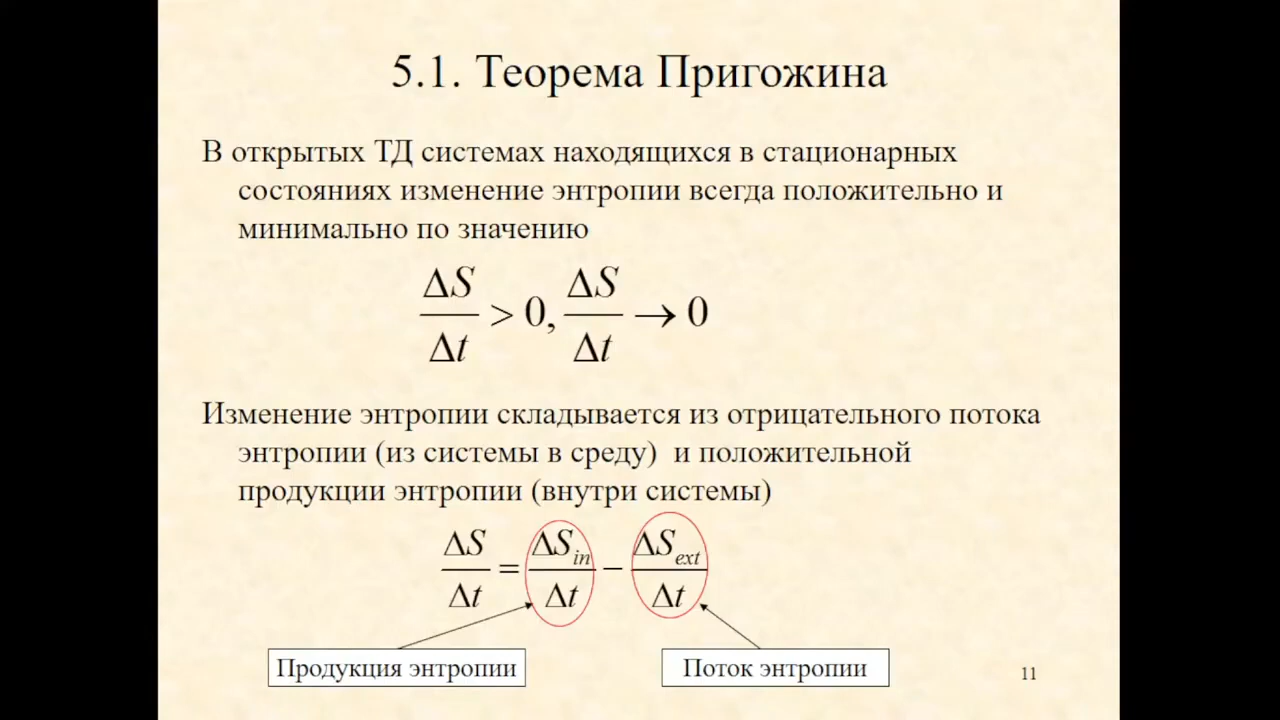 5.1. Теорема Пригожина
В открытых ТД системах находящихся в стационарных
состояниях изменение энтропии всегда положительно и
минимально по значению
ΔS/Δt > 0, ΔS/Δt → 0
Изменение энтропии складывается из отрицательного потока
энтропии (из системы в среду) и положительной
продукции энтропии (внутри системы)
ΔS/Δt = ΔS_in/Δt − ΔS_ext/Δt
Продукция энтропии
Поток энтропии
11